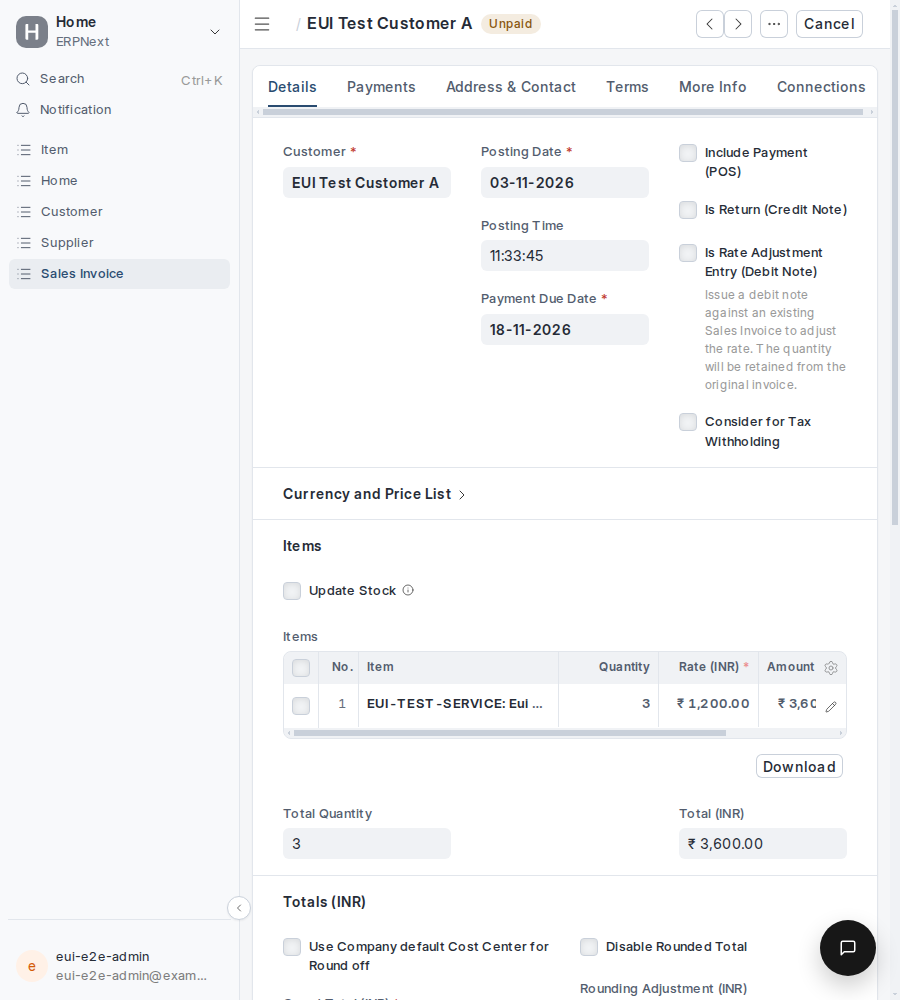 Home
ERPNext
Search Ctrl+K
Notification
Item
Home
Customer
Supplier
Sales Invoice
e
eui-e2e-admin
eui-e2e-admin@exam...
/ EUI Test Customer A Unpaid
Cancel
Details Payments Address & Contact Terms More Info Connections
Customer *
EUI Test Customer A
Posting Date *
03-11-2026
Posting Time
11:33:45
Payment Due Date *
18-11-2026
Include Payment
(POS)
Is Return (Credit Note)
Is Rate Adjustment
Entry (Debit Note)
Issue a debit note
against an existing
Sales Invoice to adjust
the rate. The quantity
will be retained from the
original invoice.
Consider for Tax
Withholding
Currency and Price List
Items
Update Stock
Items
No. Item Quantity Rate (INR) * Amount
1 EUI-TEST-SERVICE: Eui ... 3 ₹ 1,200.00 ₹ 3,60
Download
Total Quantity
3
Total (INR)
₹ 3,600.00
Totals (INR)
Use Company default Cost Center for
Round off
Disable Rounded Total
Rounding Adjustment (INR)